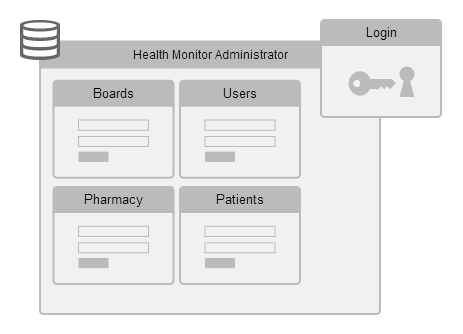 Login
Health Monitor Administrator
Boards
Users
Pharmacy
Patients